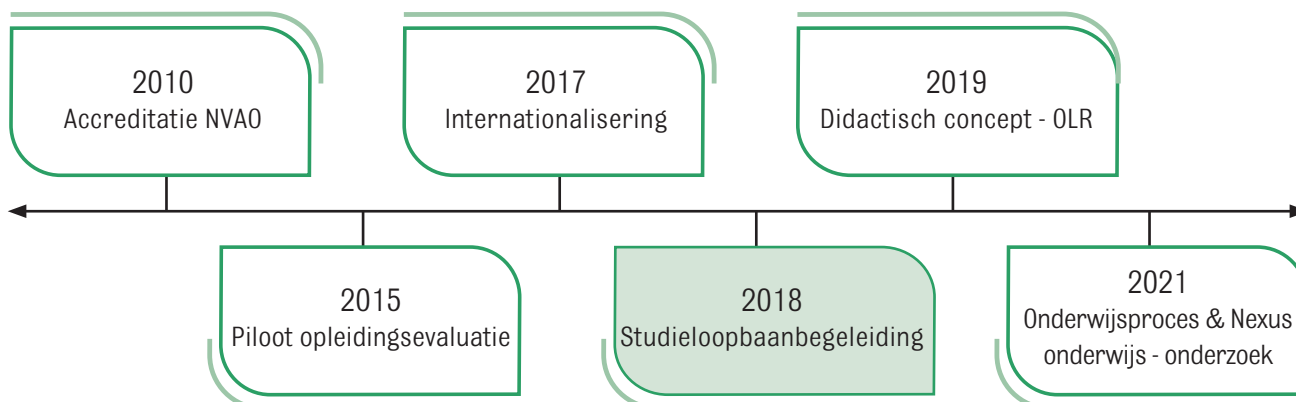 2010
Accreditatie NVAO
2017
Internationalisering
2019
Didactisch concept - OLR
2015
Piloot opleidingsevaluatie
2018
Studieloopbaanbegeleiding
2021
Onderwijsproces & Nexus
onderwijs - onderzoek